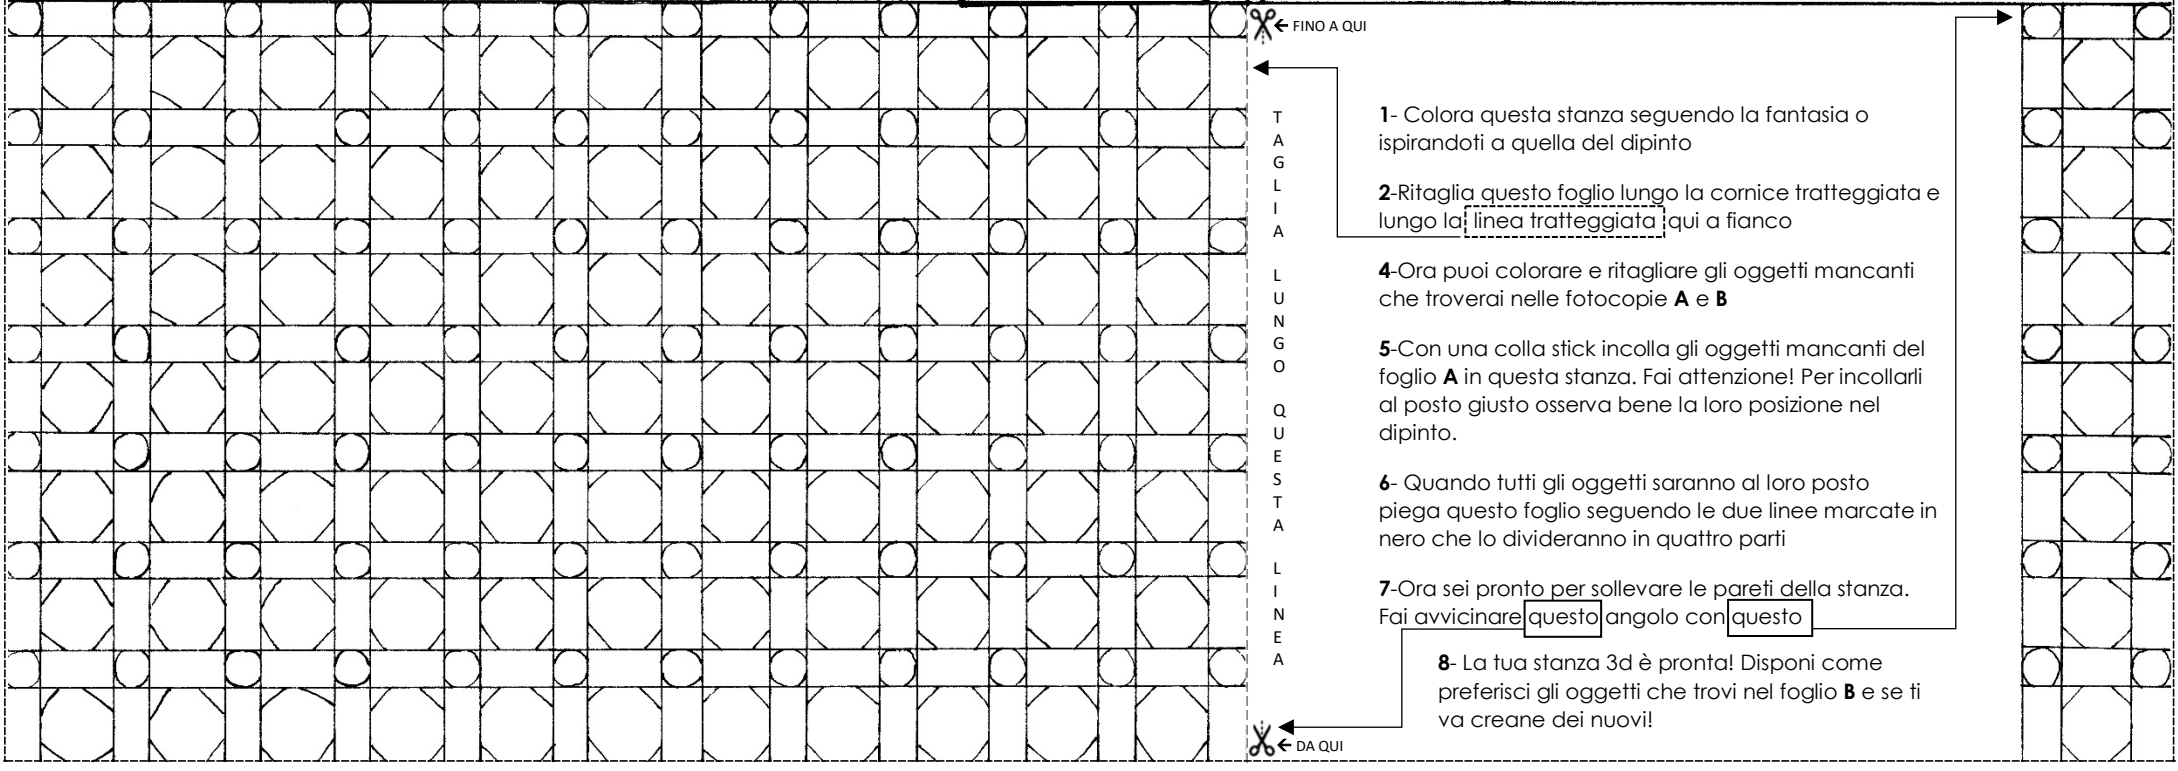 ← FINO A QUI
TAGLIA LUNGO QUESTA LINEA
1- Colora questa stanza seguendo la fantasia o
ispirandoti a quella del dipinto
2-Ritaglia questo foglio lungo la cornice tratteggiata e
lungo la linea tratteggiata qui a fianco
4-Ora puoi colorare e ritagliare gli oggetti mancanti
che troverai nelle fotocopie A e B
5-Con una colla stick incolla gli oggetti mancanti del
foglio A in questa stanza. Fai attenzione! Per incollarli
al posto giusto osserva bene la loro posizione nel
dipinto.
6- Quando tutti gli oggetti saranno al loro posto
piega questo foglio seguendo le due linee marcate in
nero che lo divideranno in quattro parti
7-Ora sei pronto per sollevare le pareti della stanza.
Fai avvicinare questo angolo con questo
8- La tua stanza 3d è pronta! Disponi come
preferisci gli oggetti che trovi nel foglio B e se ti
va creane dei nuovi!
← DA QUI